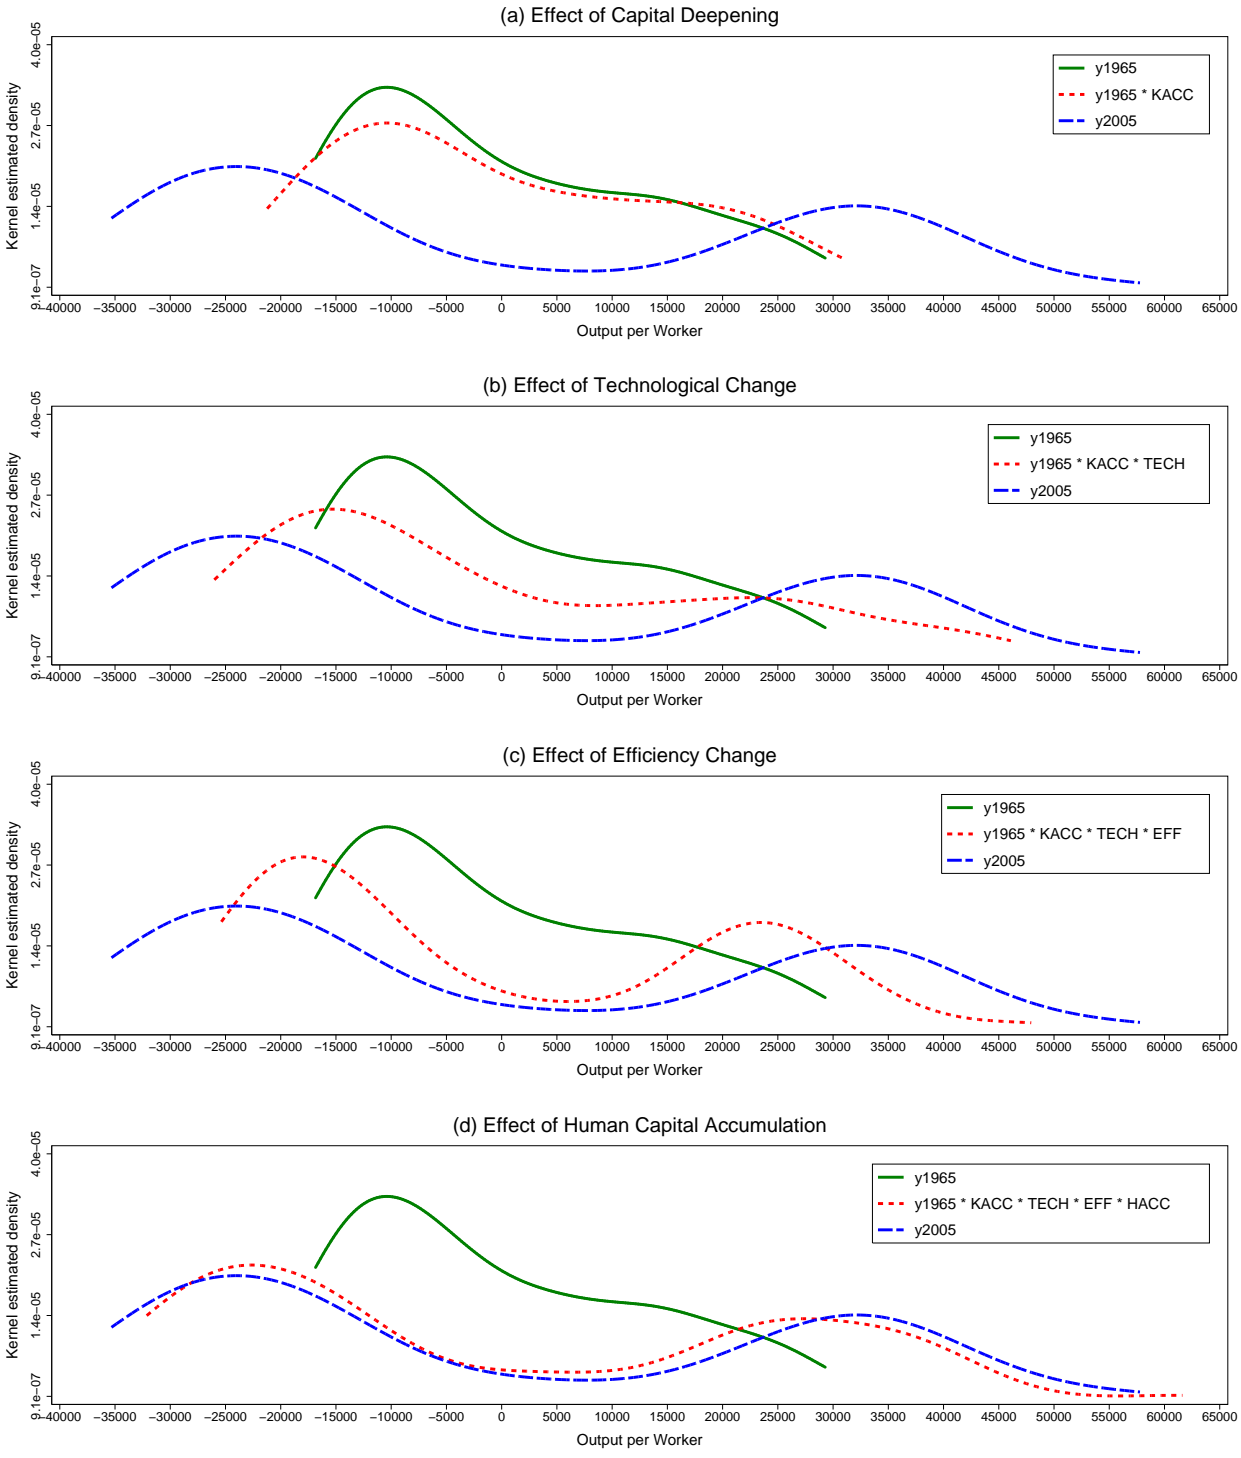 (a) Effect of Capital Deepening
Kernel estimated density
4.0e−05
2.7e−05
1.4e−05
9.1e−07
y1965
y1965 * KACC
y2005
−40000 −35000 −30000 −25000 −20000 −15000 −10000 −5000 0 5000 10000 15000 20000 25000 30000 35000 40000 45000 50000 55000 60000 65000
Output per Worker
(b) Effect of Technological Change
Kernel estimated density
4.0e−05
2.7e−05
1.4e−05
9.1e−07
y1965
y1965 * KACC * TECH
y2005
−40000 −35000 −30000 −25000 −20000 −15000 −10000 −5000 0 5000 10000 15000 20000 25000 30000 35000 40000 45000 50000 55000 60000 65000
Output per Worker
(c) Effect of Efficiency Change
Kernel estimated density
4.0e−05
2.7e−05
1.4e−05
9.1e−07
y1965
y1965 * KACC * TECH * EFF
y2005
−40000 −35000 −30000 −25000 −20000 −15000 −10000 −5000 0 5000 10000 15000 20000 25000 30000 35000 40000 45000 50000 55000 60000 65000
Output per Worker
(d) Effect of Human Capital Accumulation
Kernel estimated density
4.0e−05
2.7e−05
1.4e−05
9.1e−07
y1965
y1965 * KACC * TECH * EFF * HACC
y2005
−40000 −35000 −30000 −25000 −20000 −15000 −10000 −5000 0 5000 10000 15000 20000 25000 30000 35000 40000 45000 50000 55000 60000 65000
Output per Worker